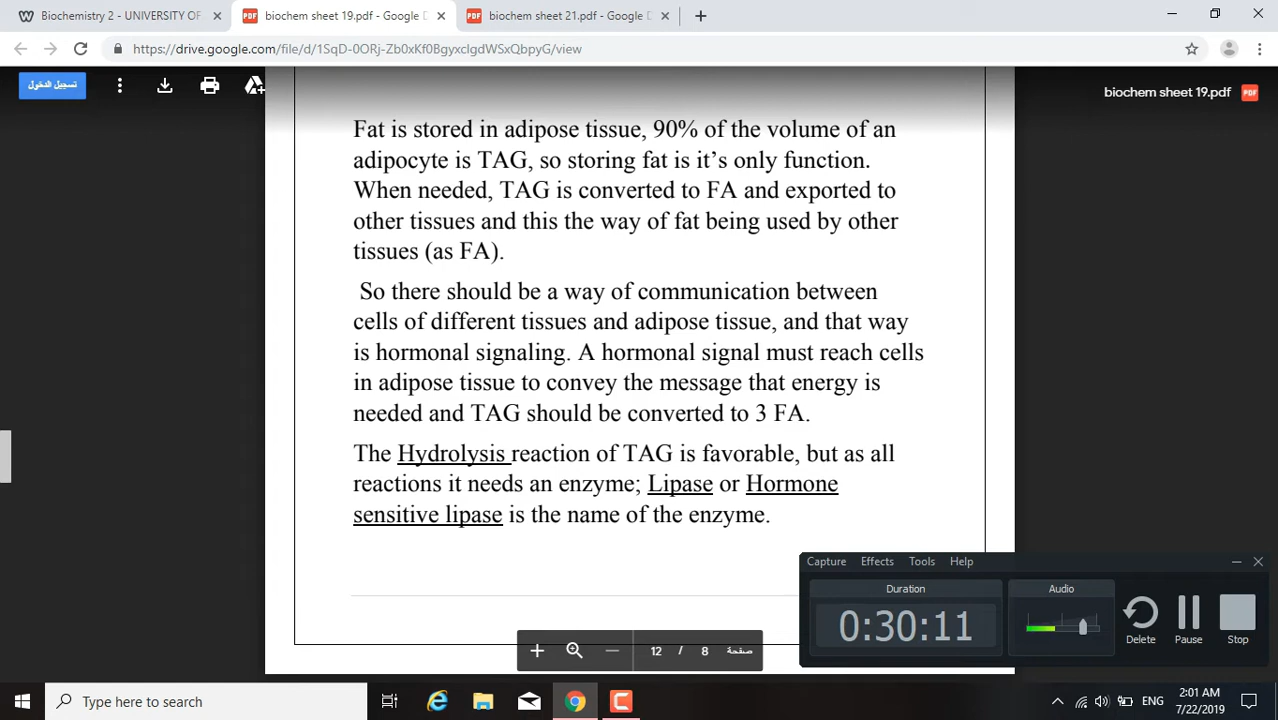 Biochemistry 2 - UNIVERSITY OF
biochem sheet 19.pdf - Google D
biochem sheet 21.pdf - Google D
https://drive.google.com/file/d/1SqD-0ORj-Zb0xKf0BgyxclgdWSxQbpyG/view
تسجيل الدخول
biochem sheet 19.pdf
PDF
Fat is stored in adipose tissue, 90% of the volume of an
adipocyte is TAG, so storing fat is it’s only function.
When needed, TAG is converted to FA and exported to
other tissues and this the way of fat being used by other
tissues (as FA).
So there should be a way of communication between
cells of different tissues and adipose tissue, and that way
is hormonal signaling. A hormonal signal must reach cells
in adipose tissue to convey the message that energy is
needed and TAG should be converted to 3 FA.
The Hydrolysis reaction of TAG is favorable, but as all
reactions it needs an enzyme; Lipase or Hormone
sensitive lipase is the name of the enzyme.
Capture Effects Tools Help
Duration
Audio
0:30:11
Delete
Pause
Stop
12 / 8 صفحة
Type here to search
ENG
2:01 AM
7/22/2019